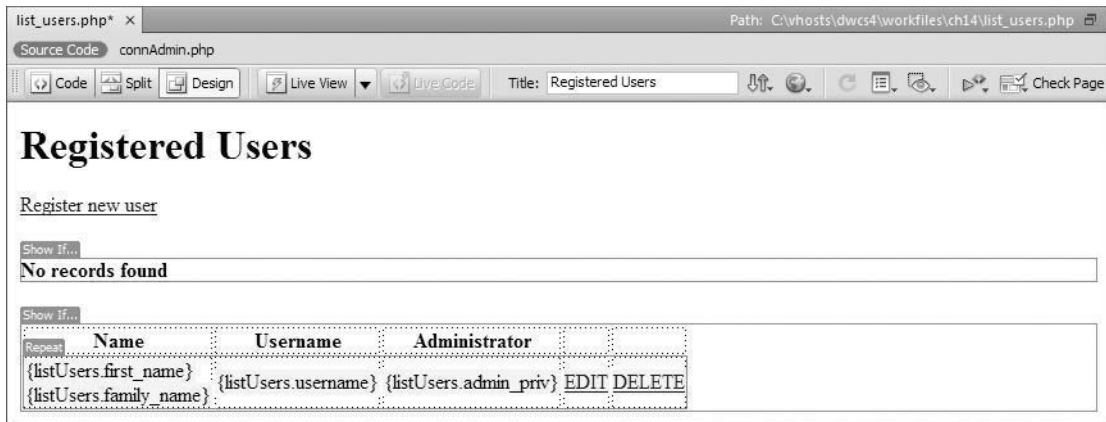 list_users.php* × Path: C:\vhosts\dwcs4\workfiles\ch14\list_users.php
Source Code connAdmin.php
Code Split Design Live View Live Code Title: Registered Users Check Page
Registered Users
Register new user
Show If...
No records found
Show If...
Repeat Name Username Administrator
{listUsers.first_name}
{listUsers.family_name} {listUsers.username} {listUsers.admin_priv} EDIT DELETE